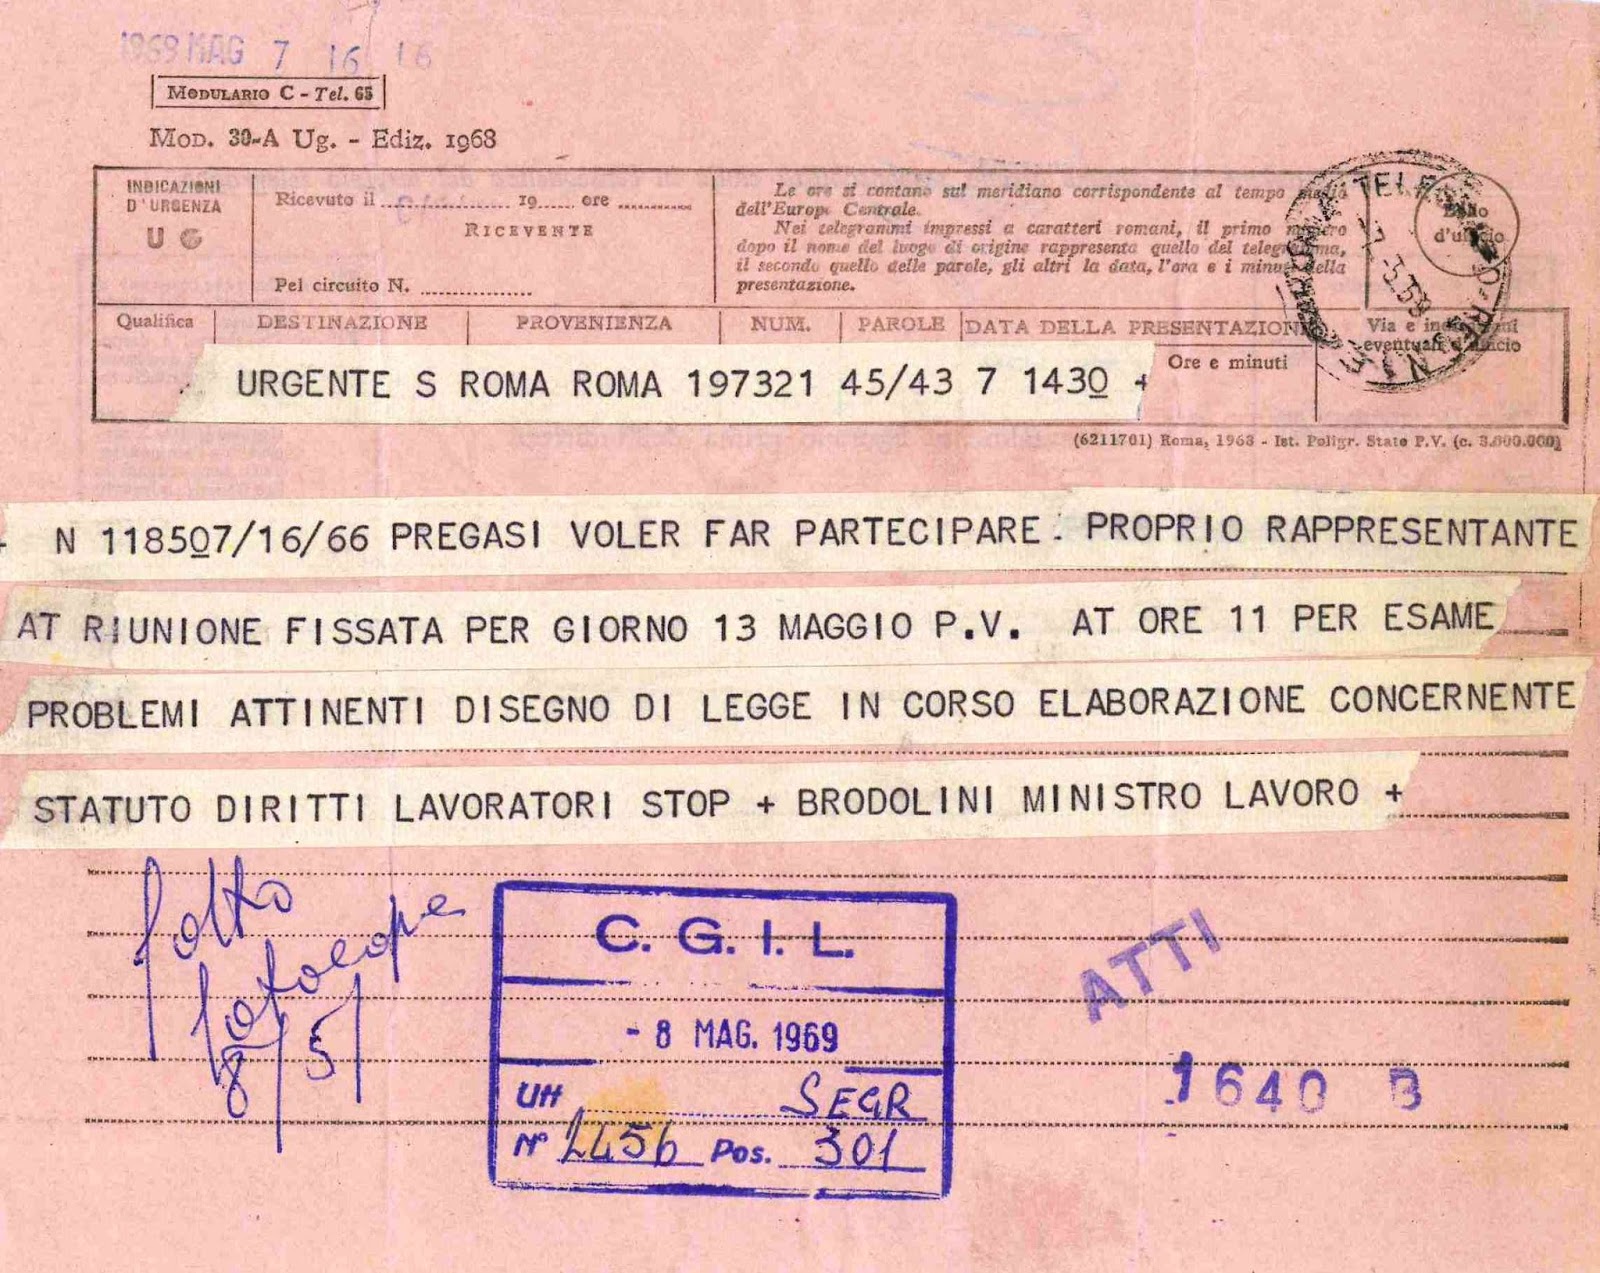 1969 MAG 7 16 16
MODULARIO C - Tel. 65
MOD. 30-A Ug. - Ediz. 1968
INDICAZIONI
D'URGENZA
U G
Ricevuto il 19 ore
RICEVENTE
Pel circuito N.
Le ore si contano sul meridiano corrispondente al tempo medio
dell'Europa Centrale.
Nei telegrammi impressi a caratteri romani, il primo numero
dopo il nome del luogo di origine rappresenta quello del telegramma,
il secondo quello delle parole, gli altri la data, l'ora e i minuti della
presentazione.
Bollo
d'ufficio
Qualifica DESTINAZIONE PROVENIENZA NUM. PAROLE DATA DELLA PRESENTAZIONE
Ore e minuti
Via e indicazioni
eventuali d'ufficio
URGENTE S ROMA ROMA 197321 45/43 7 1430 +
(6211701) Roma, 1968 - Ist. Poligr. Stato P.V. (c. 3.000.000)
N 118507/16/66 PREGASI VOLER FAR PARTECIPARE PROPRIO RAPPRESENTANTE
AT RIUNIONE FISSATA PER GIORNO 13 MAGGIO P.V. AT ORE 11 PER ESAME
PROBLEMI ATTINENTI DISEGNO DI LEGGE IN CORSO ELABORAZIONE CONCERNENTE
STATUTO DIRITTI LAVORATORI STOP + BRODOLINI MINISTRO LAVORO +
fatto
fotocopie
8/5/
C. G. I. L.
- 8 MAG. 1969
Uff SEGR
N° 2456 Pos. 301
ATTI
1640 B